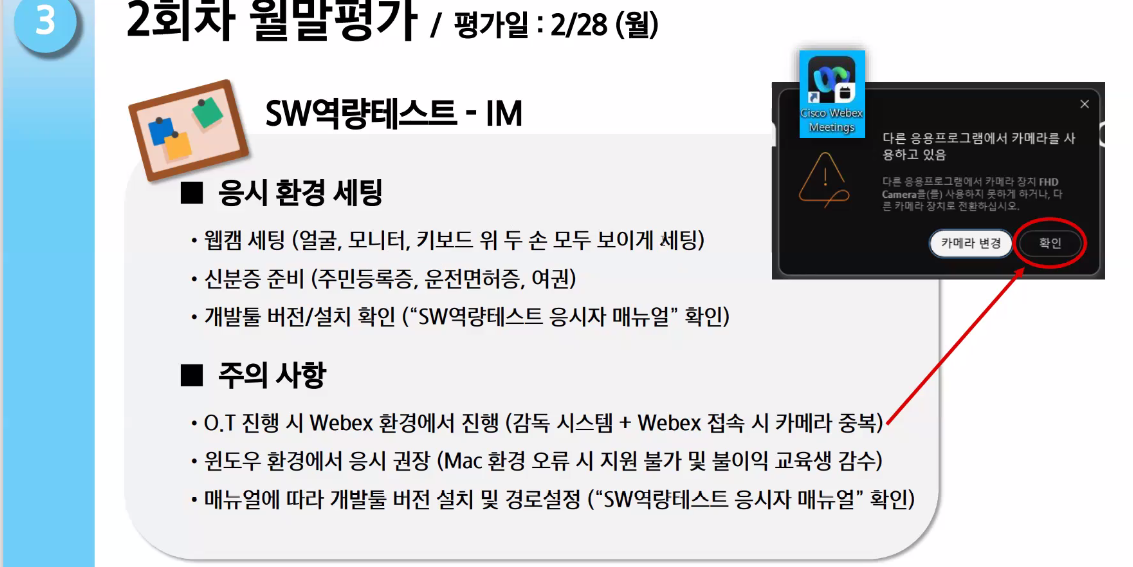 3
2회차 월말평가 / 평가일 : 2/28 (월)
SW역량테스트 - IM
■ 응시 환경 세팅
• 웹캠 세팅 (얼굴, 모니터, 키보드 위 두 손 모두 보이게 세팅)
• 신분증 준비 (주민등록증, 운전면허증, 여권)
• 개발툴 버전/설치 확인 (“SW역량테스트 응시자 매뉴얼” 확인)
■ 주의 사항
• O.T 진행 시 Webex 환경에서 진행 (감독 시스템 + Webex 접속 시 카메라 중복)
• 윈도우 환경에서 응시 권장 (Mac 환경 오류 시 지원 불가 및 불이익 교육생 감수)
• 매뉴얼에 따라 개발툴 버전 설치 및 경로설정 (“SW역량테스트 응시자 매뉴얼” 확인)
Cisco Webex
Meetings
다른 응용프로그램에서 카메라를 사
용하고 있음
다른 응용프로그램에서 카메라 장치 FHD
Camera을(를) 사용하지 못하게 하거나, 다
른 카메라 장치로 전환하십시오.
카메라 변경
확인